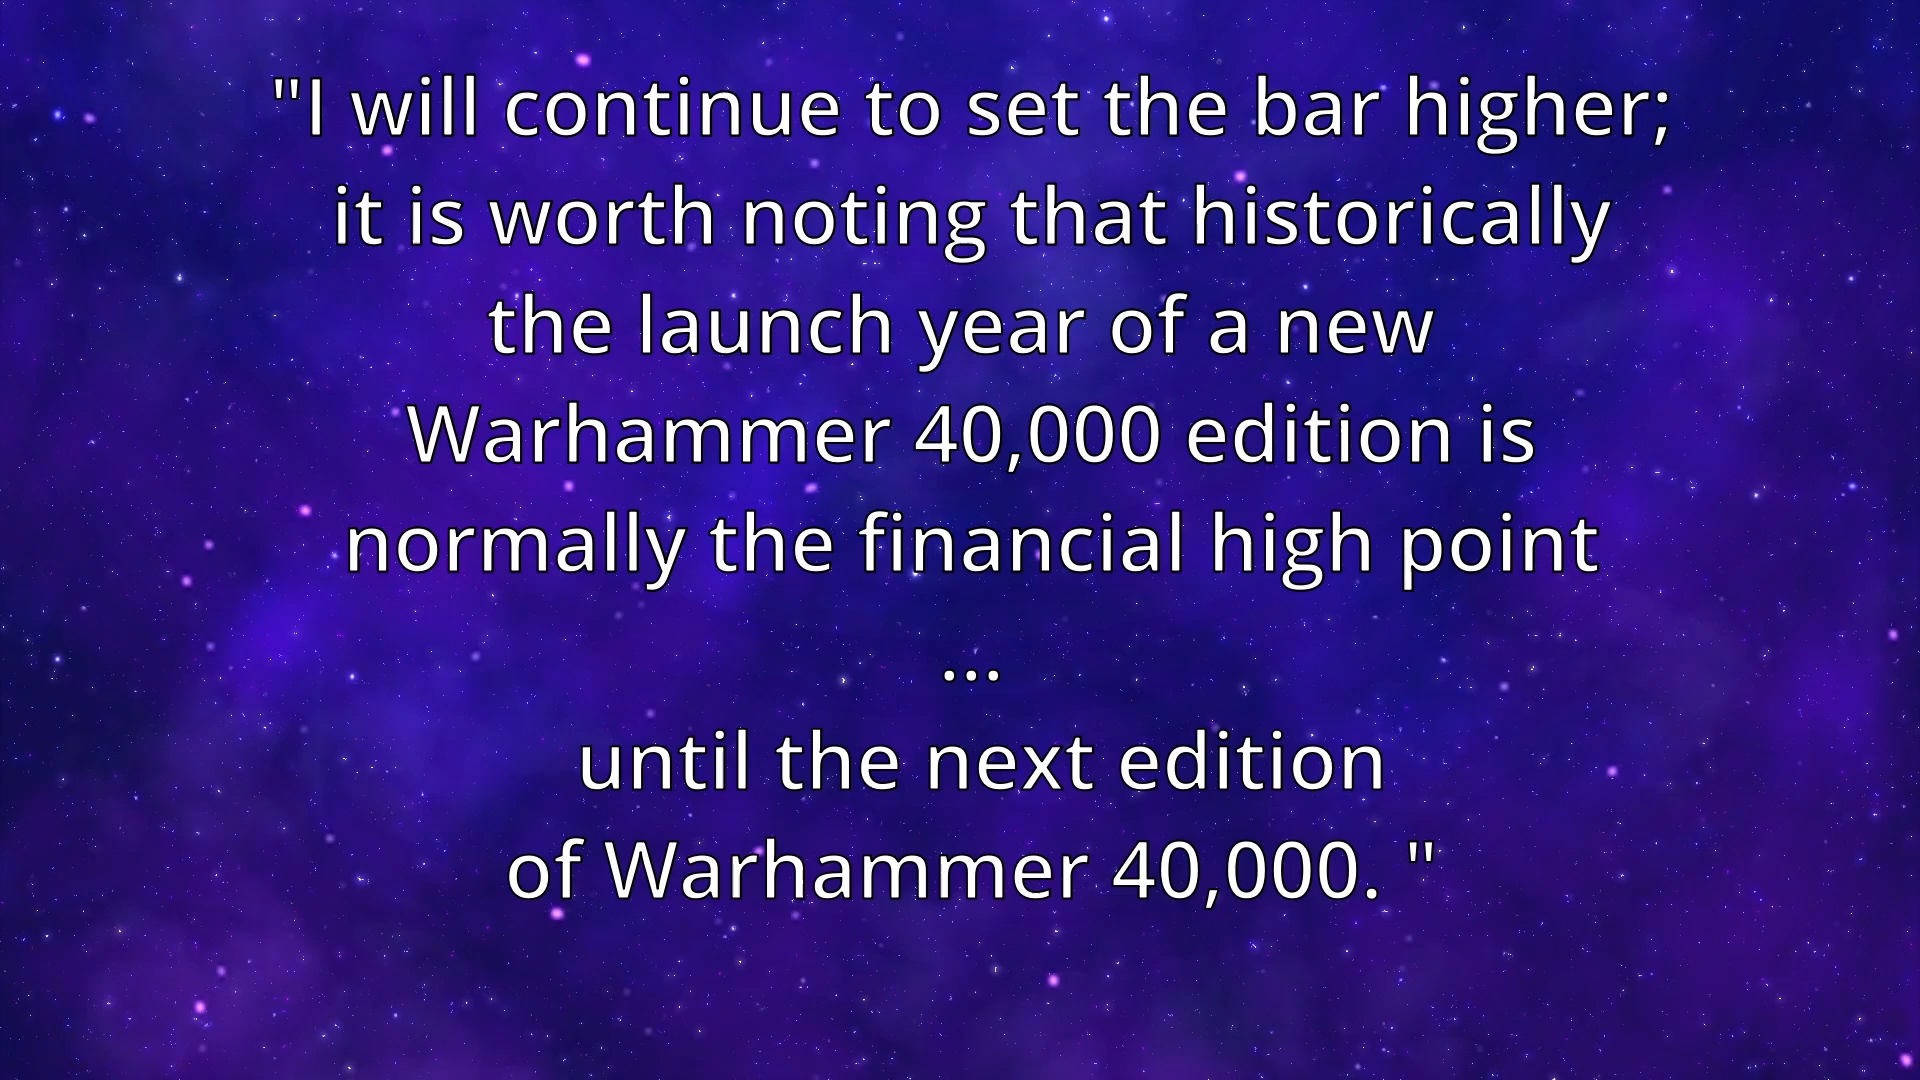 "I will continue to set the bar higher;
it is worth noting that historically
the launch year of a new
Warhammer 40,000 edition is
normally the financial high point
...
until the next edition
of Warhammer 40,000. "